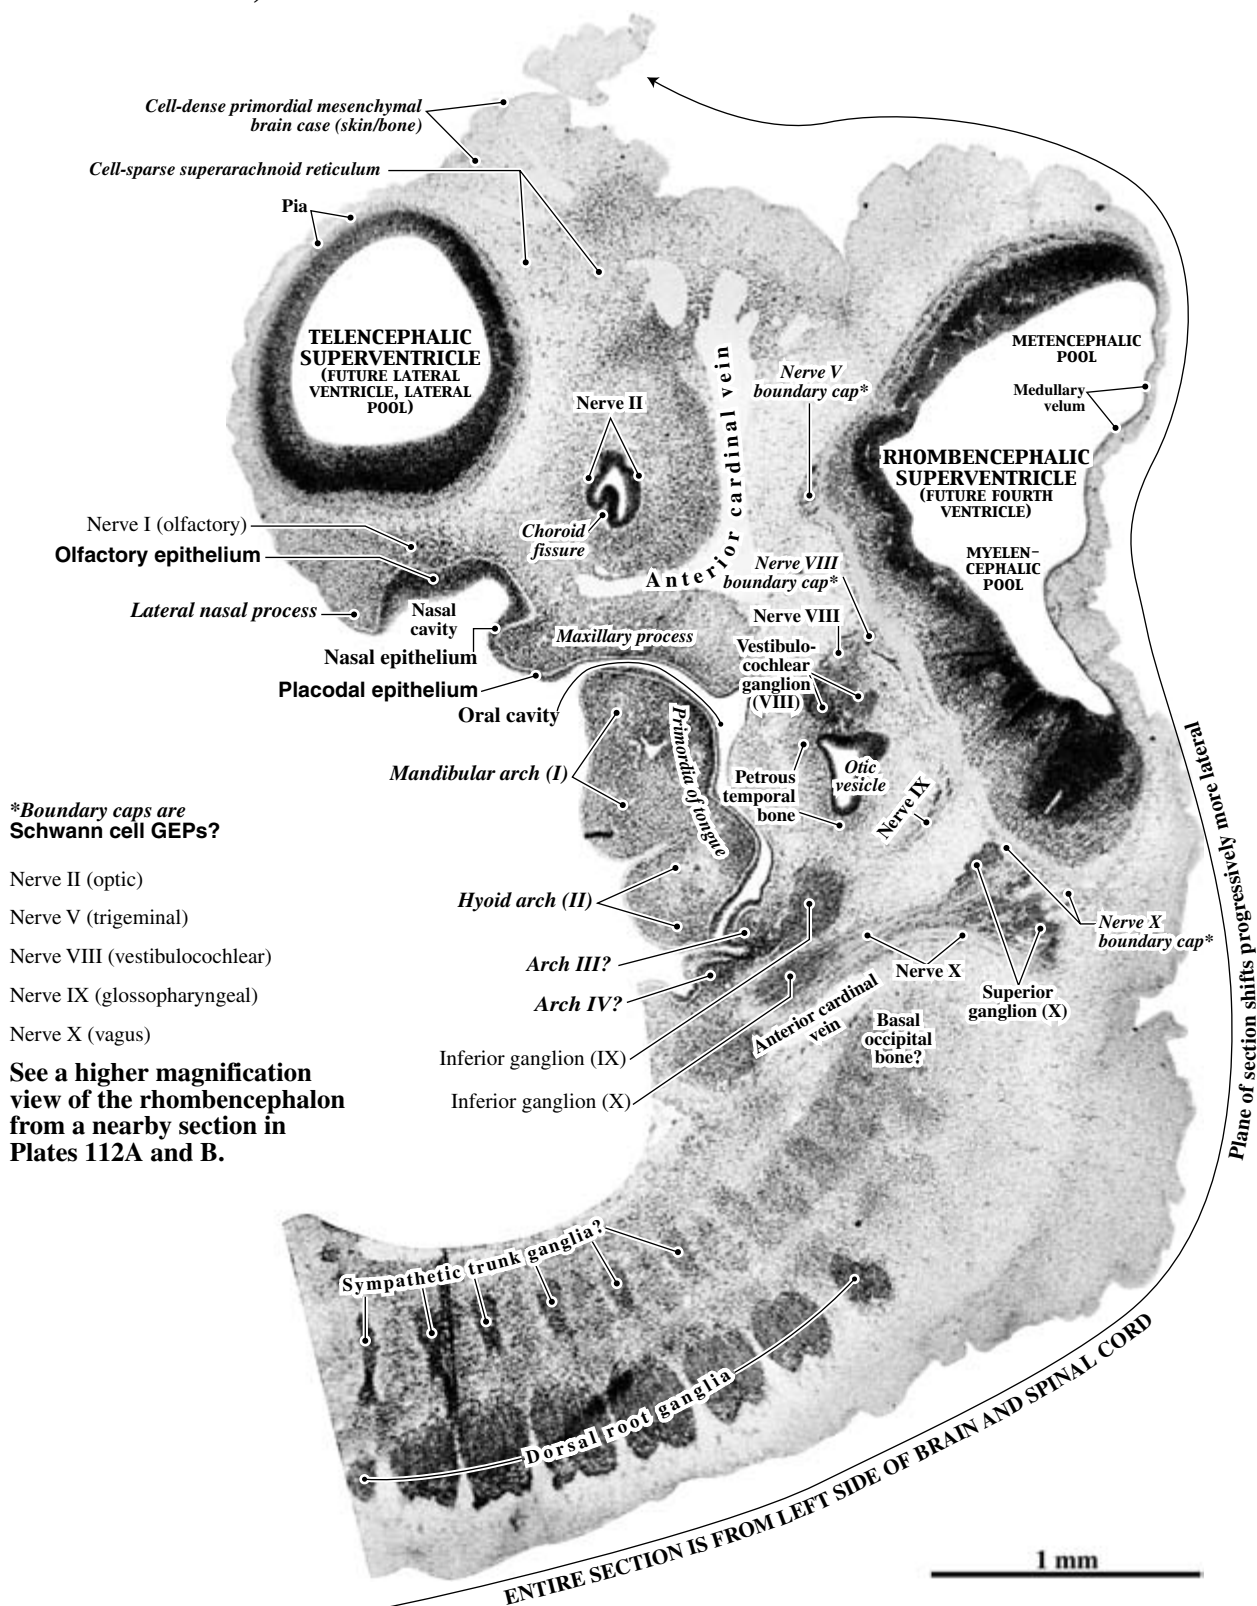 Cell-dense primordial mesenchymal
brain case (skin/bone)
Cell-sparse superarachnoid reticulum
Pia
TELENCEPHALIC
SUPERVENTRICLE
(FUTURE LATERAL
VENTRICLE, LATERAL
POOL)
Nerve II
Choroid
fissure
Anterior cardinal vein
Nerve V
boundary cap*
METENCEPHALIC
POOL
Medullary
velum
RHOMBENCEPHALIC
SUPERVENTRICLE
(FUTURE FOURTH
VENTRICLE)
MYELEN-
CEPHALIC
POOL
Nerve I (olfactory)
Olfactory epithelium
Lateral nasal process
Nasal
cavity
Nasal epithelium
Placodal epithelium
Oral cavity
Maxillary process
Nerve VIII
boundary cap*
Nerve VIII
Vestibulo-
cochlear
ganglion
(VIII)
Mandibular arch (I)
Primordia of tongue
Petrous
temporal
bone
Otic
vesicle
Nerve IX
Hyoid arch (II)
Arch III?
Arch IV?
Nerve X
Nerve X
boundary cap*
Superior
ganglion (X)
Anterior cardinal
vein
Basal
occipital
bone?
Inferior ganglion (IX)
Inferior ganglion (X)
*Boundary caps are
Schwann cell GEPs?
Nerve II (optic)
Nerve V (trigeminal)
Nerve VIII (vestibulocochlear)
Nerve IX (glossopharyngeal)
Nerve X (vagus)
See a higher magnification
view of the rhombencephalon
from a nearby section in
Plates 112A and B.
Sympathetic trunk ganglia?
Dorsal root ganglia
Plane of section shifts progressively more lateral
ENTIRE SECTION IS FROM LEFT SIDE OF BRAIN AND SPINAL CORD
1 mm